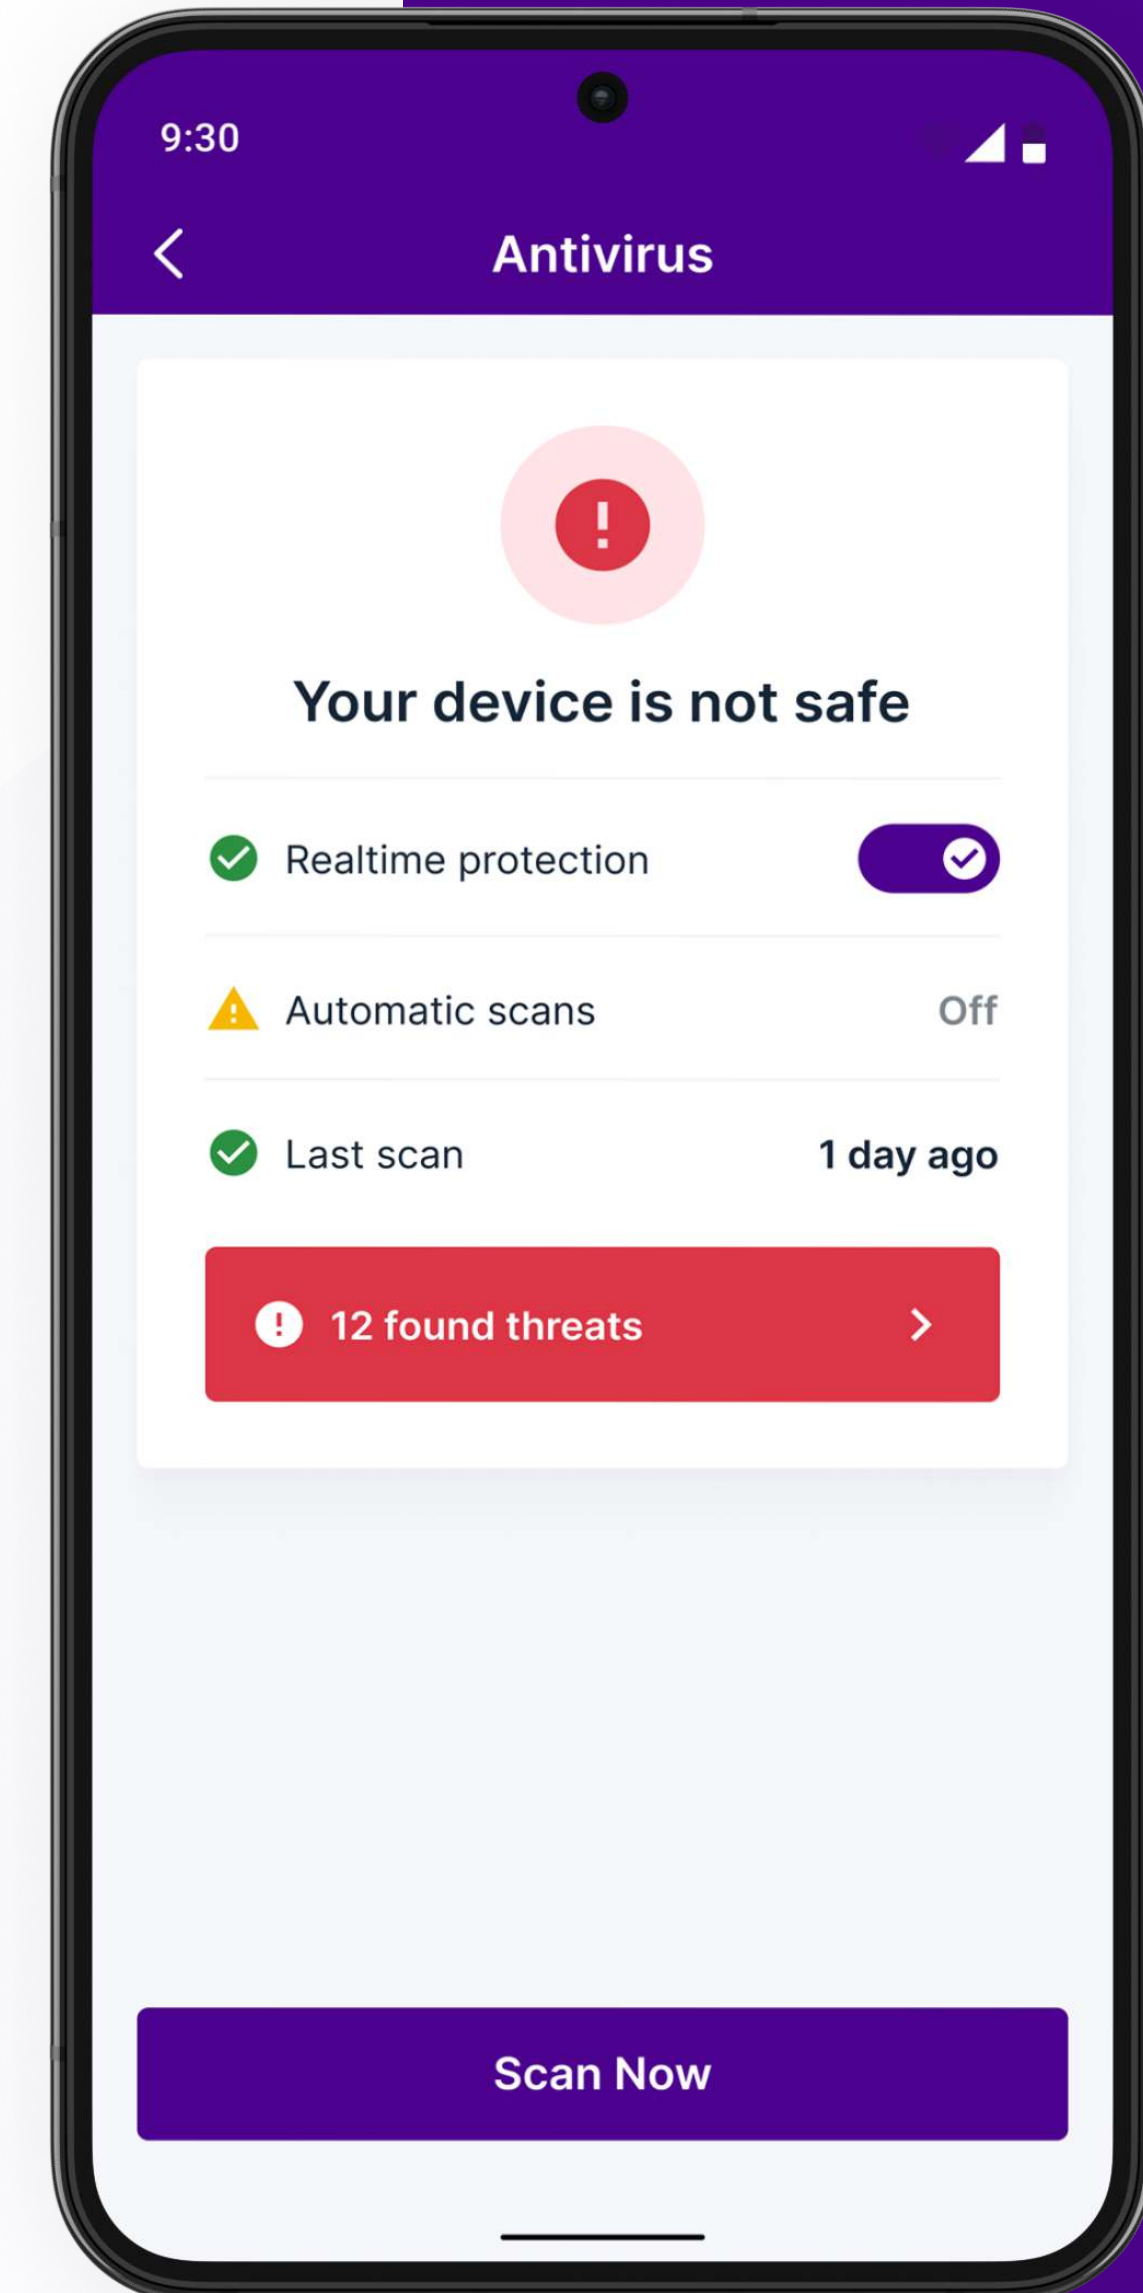 9:30
Antivirus
Your device is not safe
Realtime protection
Automatic scans Off
Last scan 1 day ago
12 found threats
Scan Now